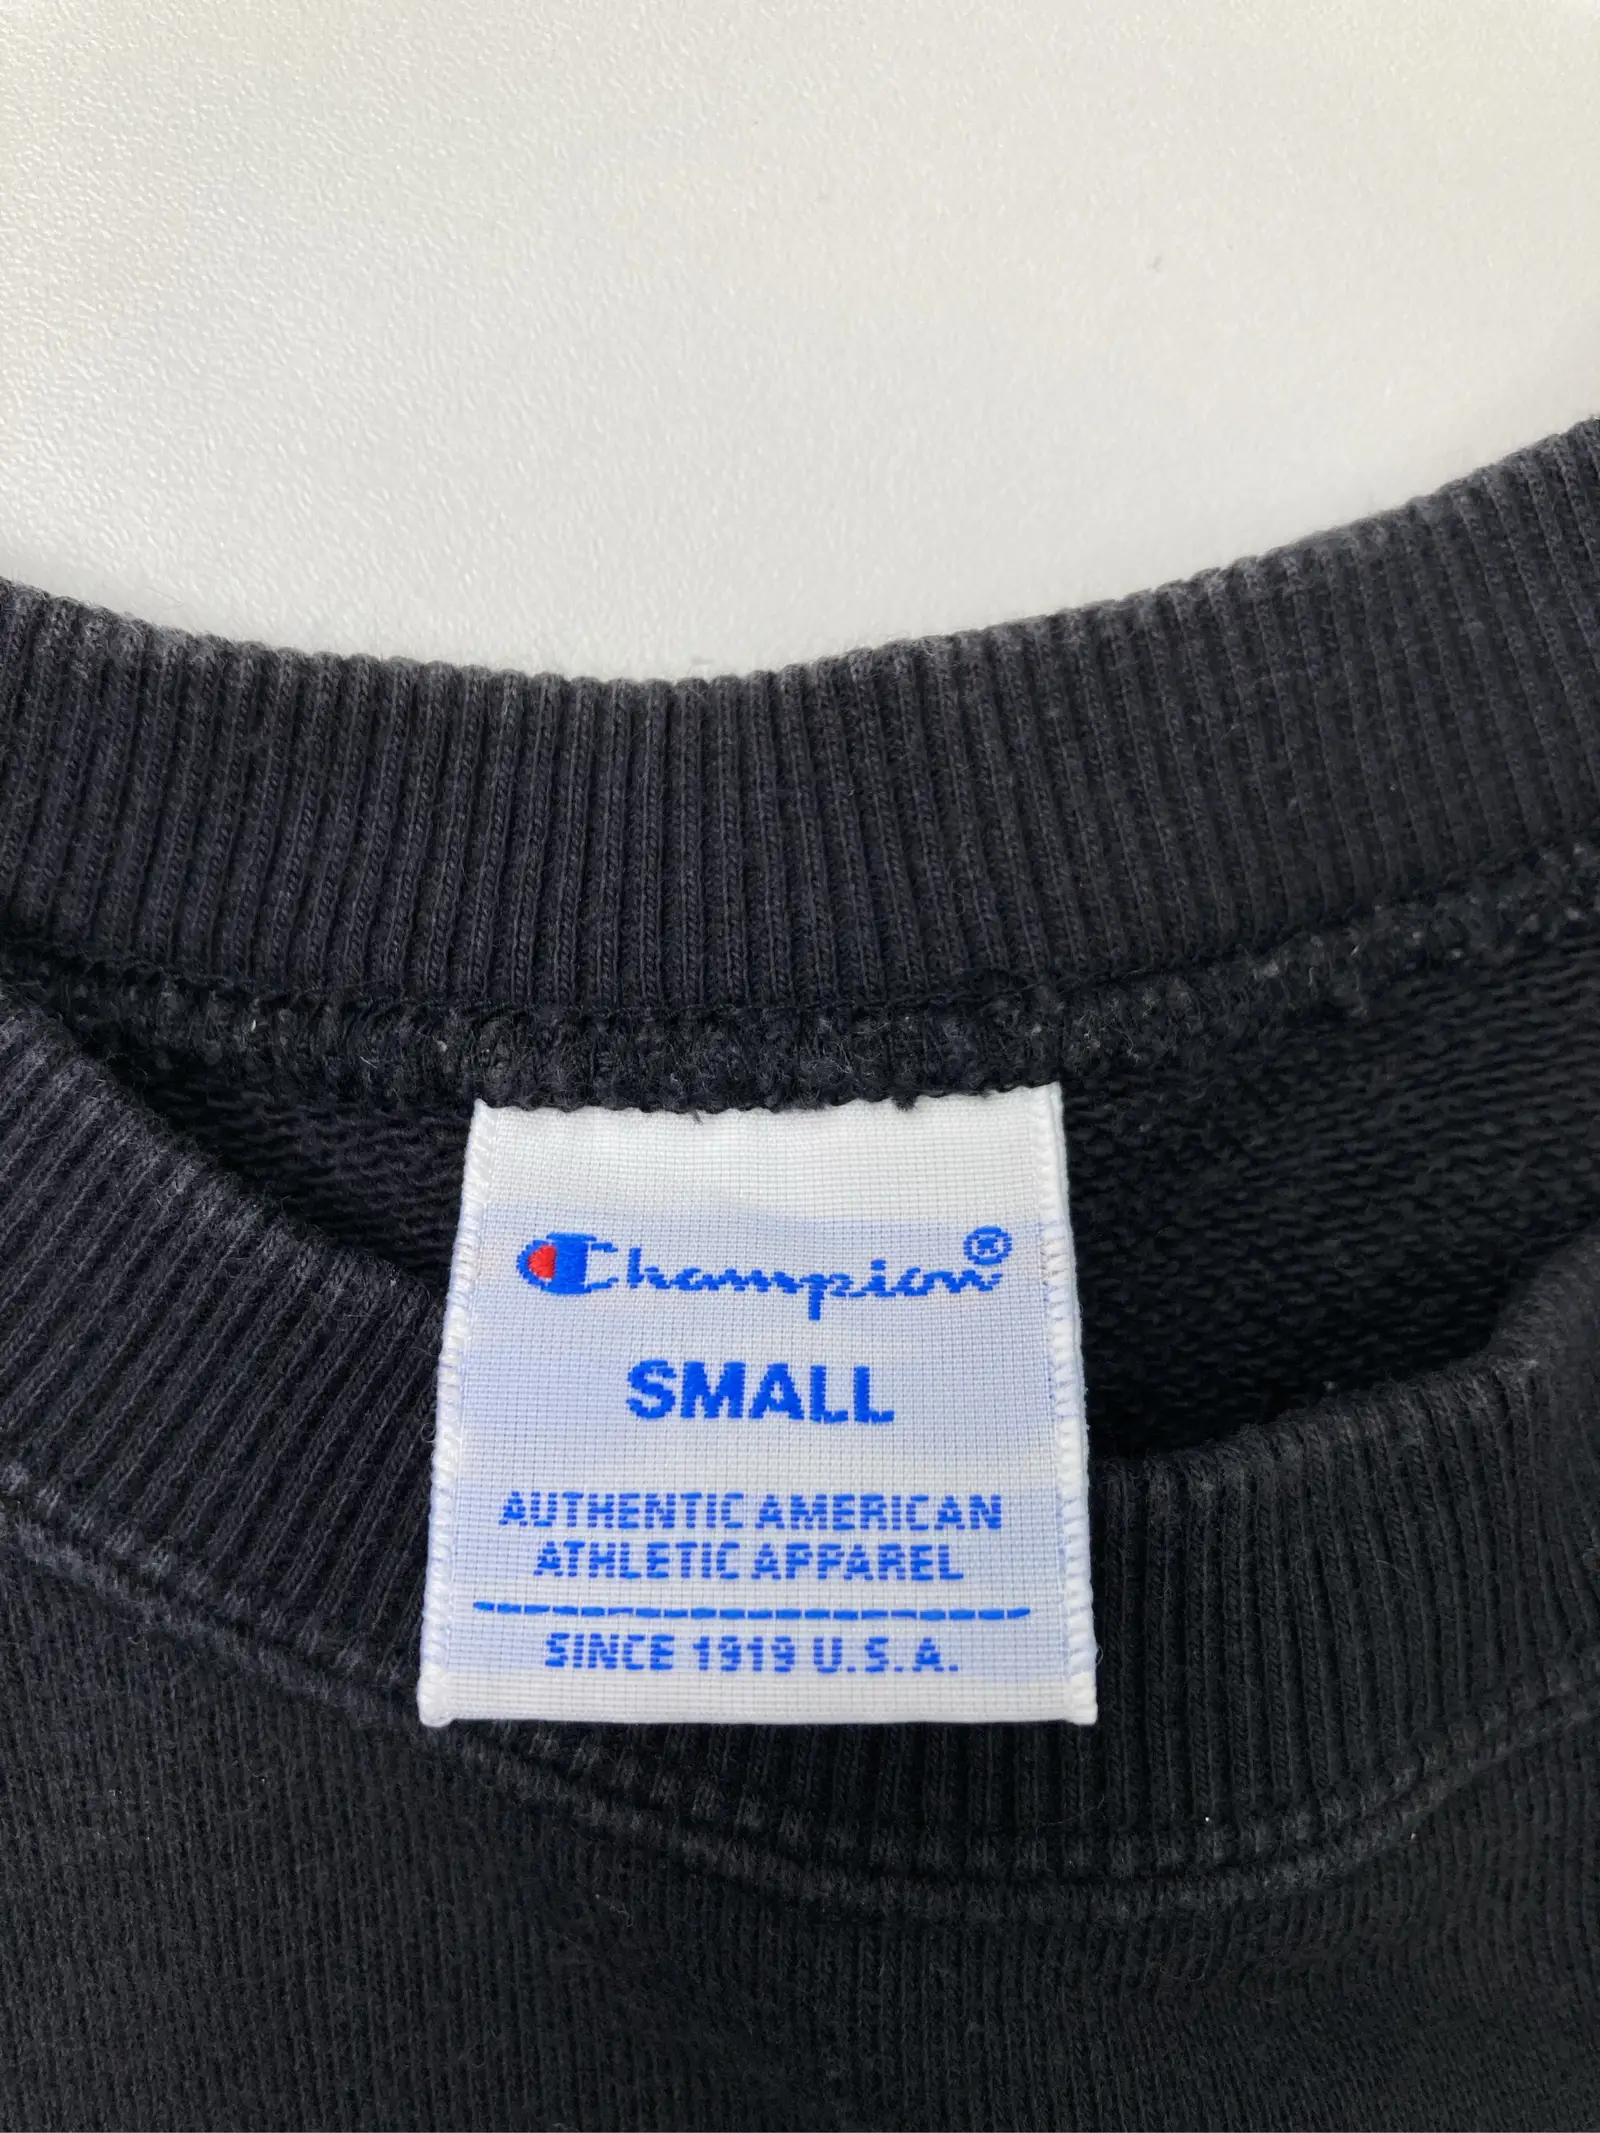 Champion®
SMALL
AUTHENTIC AMERICAN
ATHLETIC APPAREL
SINCE 1919 U.S.A.